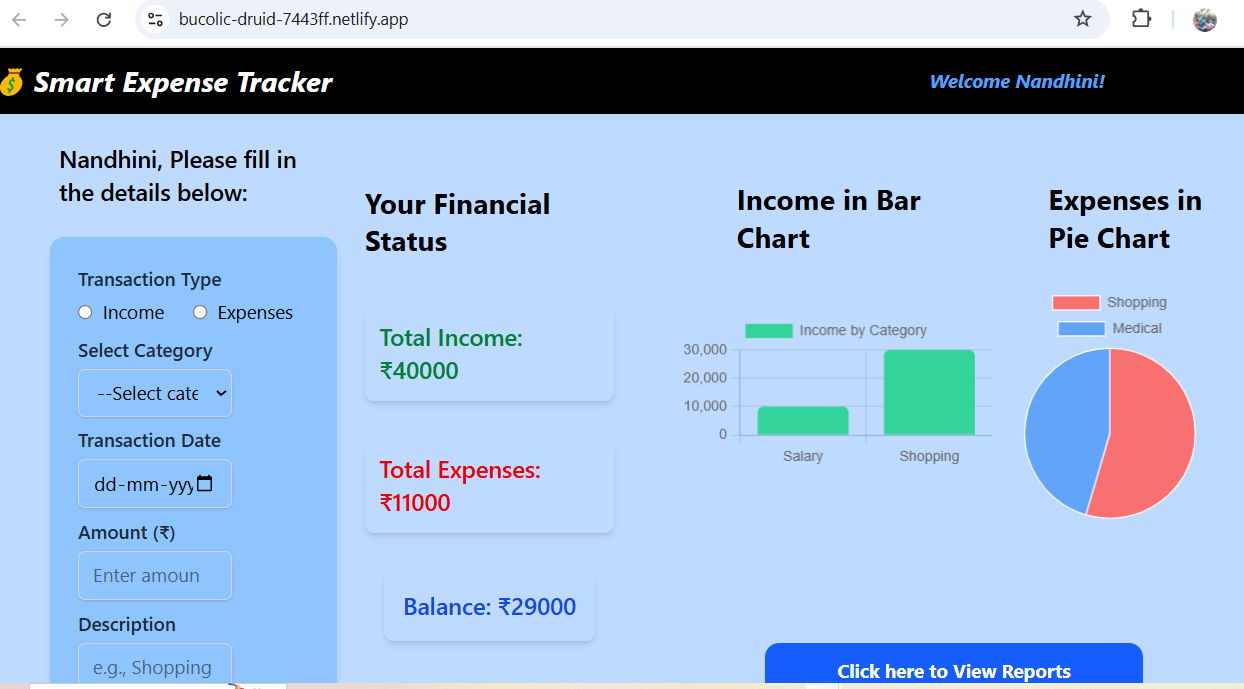 bucolic-druid-7443ff.netlify.app
Smart Expense Tracker
Welcome Nandhini!
Nandhini, Please fill in
the details below:
Transaction Type
Income
Expenses
Select Category
--Select cate
Transaction Date
dd-mm-yyy
Amount (₹)
Enter amoun
Description
e.g., Shopping
Your Financial
Status
Total Income:
₹40000
Total Expenses:
₹11000
Balance: ₹29000
Income in Bar
Chart
Income by Category
30,000
20,000
10,000
0
Salary
Shopping
Expenses in
Pie Chart
Shopping
Medical
Click here to View Reports